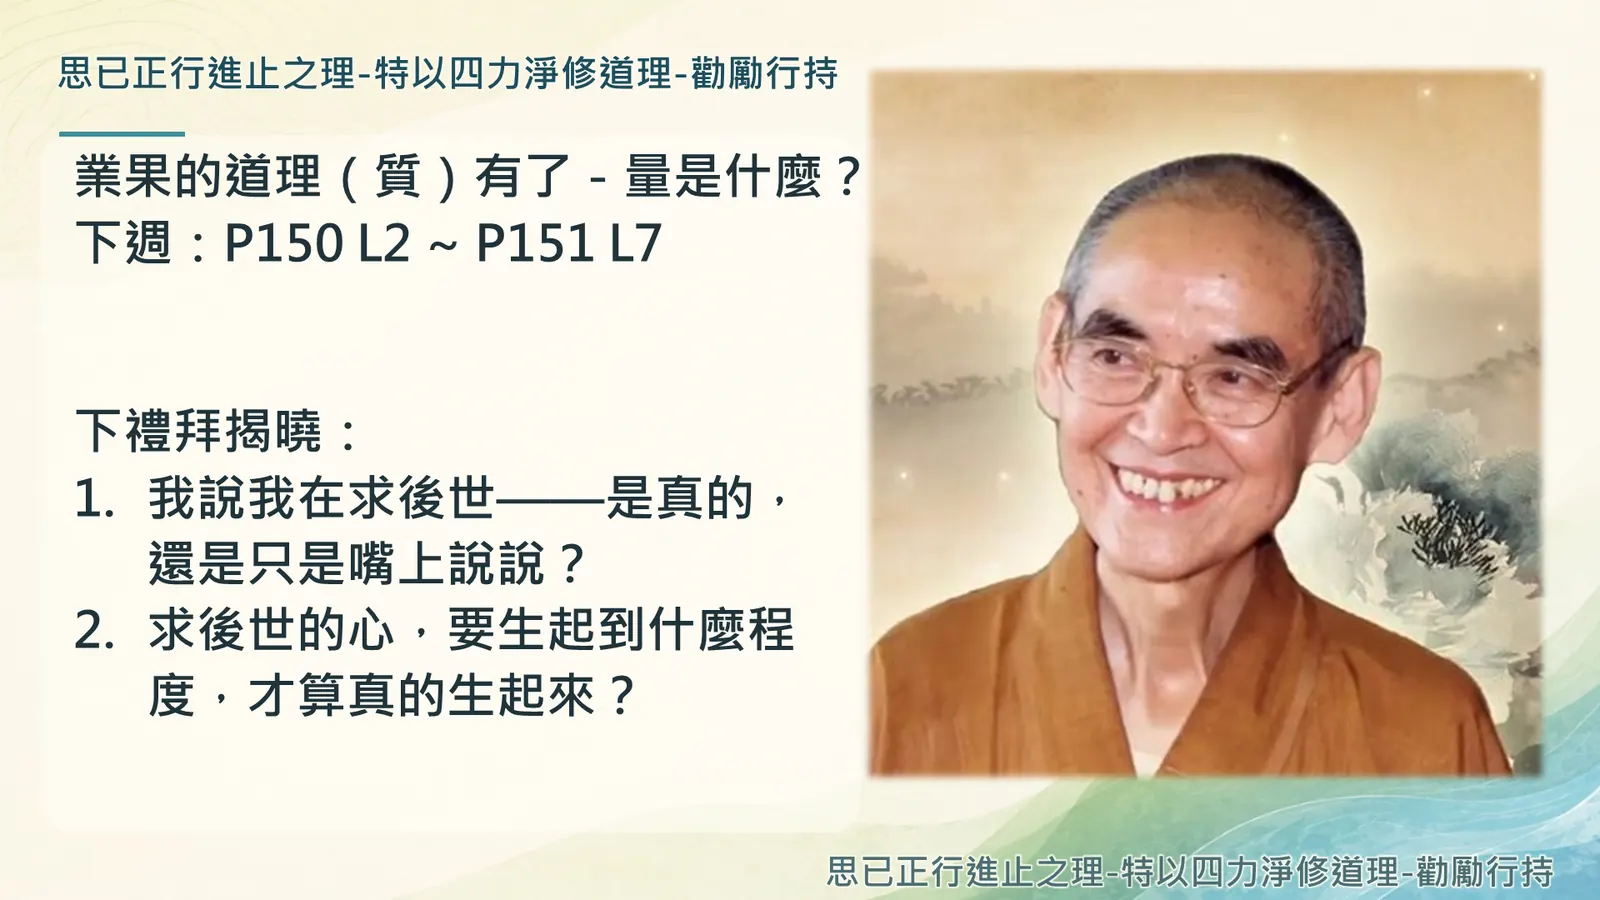 思已正行進止之理-特以四力淨修道理-勸勵行持
業果的道理（質）有了 - 量是什麼？
下週：P150 L2 ~ P151 L7
下禮拜揭曉：
1. 我說我在求後世——是真的，
還是只是嘴上說說？
2. 求後世的心，要生起到什麼程
度，才算真的生起來？
思已正行進止之理-特以四力淨修道理-勸勵行持